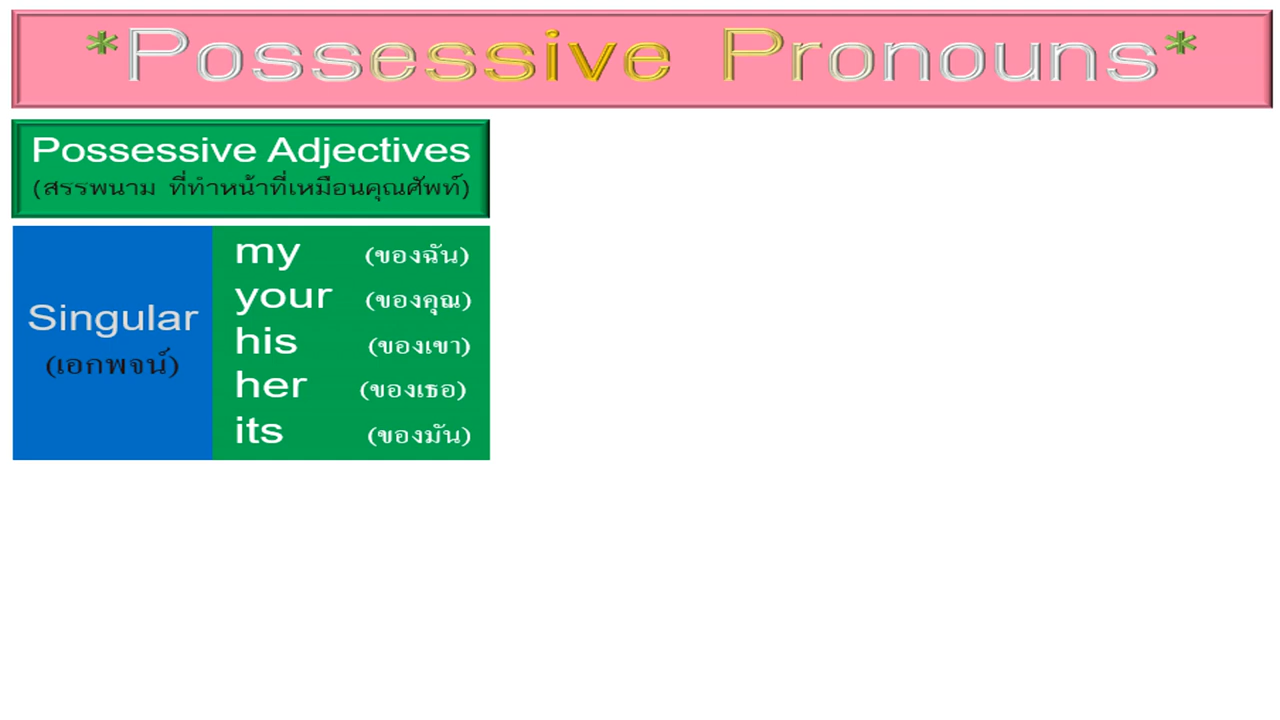 *Possessive Pronouns*
Possessive Adjectives
(สรรพนาม ที่ทำหน้าที่เหมือนคุณศัพท์)
Singular
(เอกพจน์)
my (ของฉัน)
your (ของคุณ)
his (ของเขา)
her (ของเธอ)
its (ของมัน)